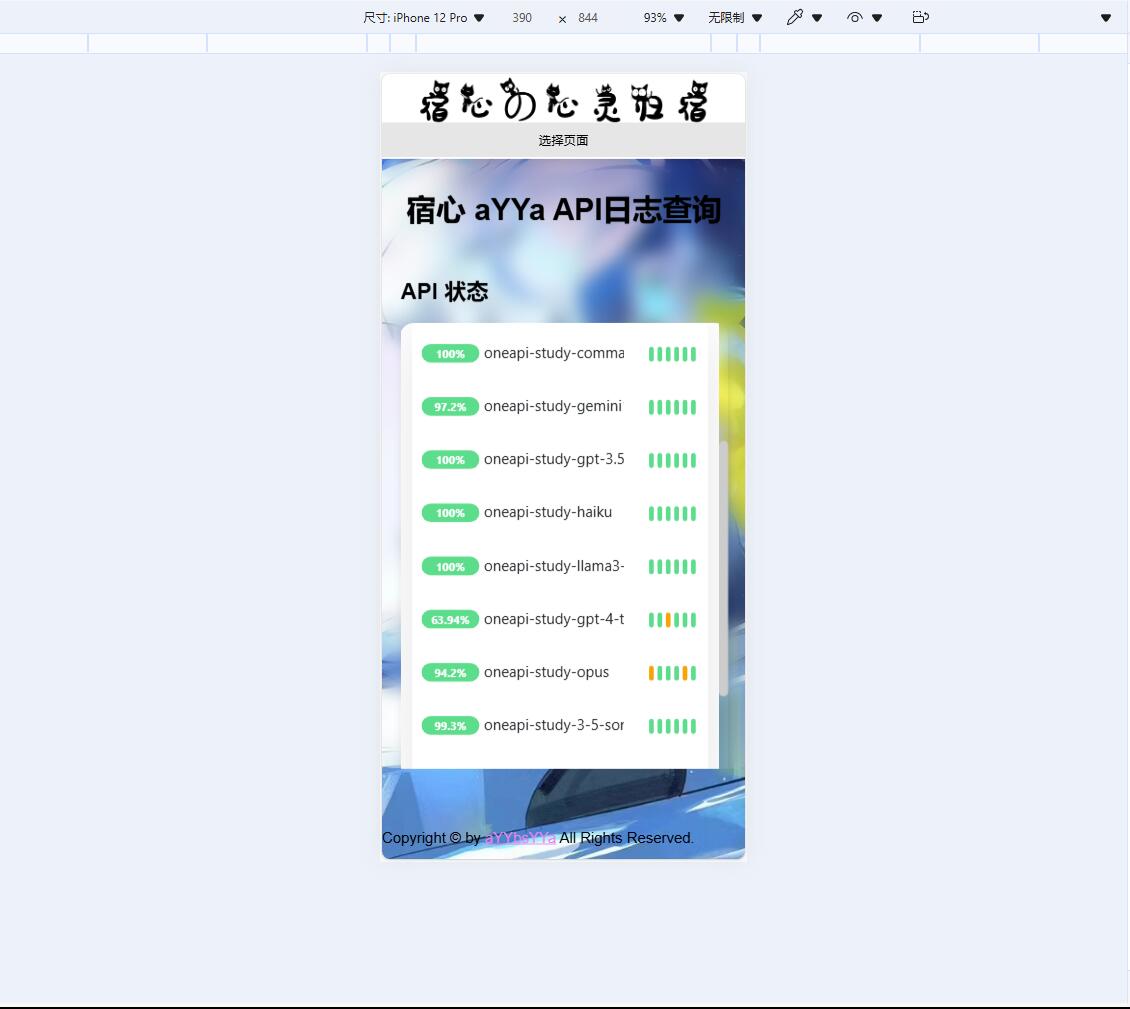 尺寸: iPhone 12 Pro 390 x 844 93% 无限制
宿心の心灵归宿
选择页面
宿心 aYYa API日志查询
API 状态
100% oneapi-study-comma
97.2% oneapi-study-gemini
100% oneapi-study-gpt-3.5
100% oneapi-study-haiku
100% oneapi-study-llama3-
63.94% oneapi-study-gpt-4-t
94.2% oneapi-study-opus
99.3% oneapi-study-3-5-son
Copyright © by aYYbsYYa All Rights Reserved.